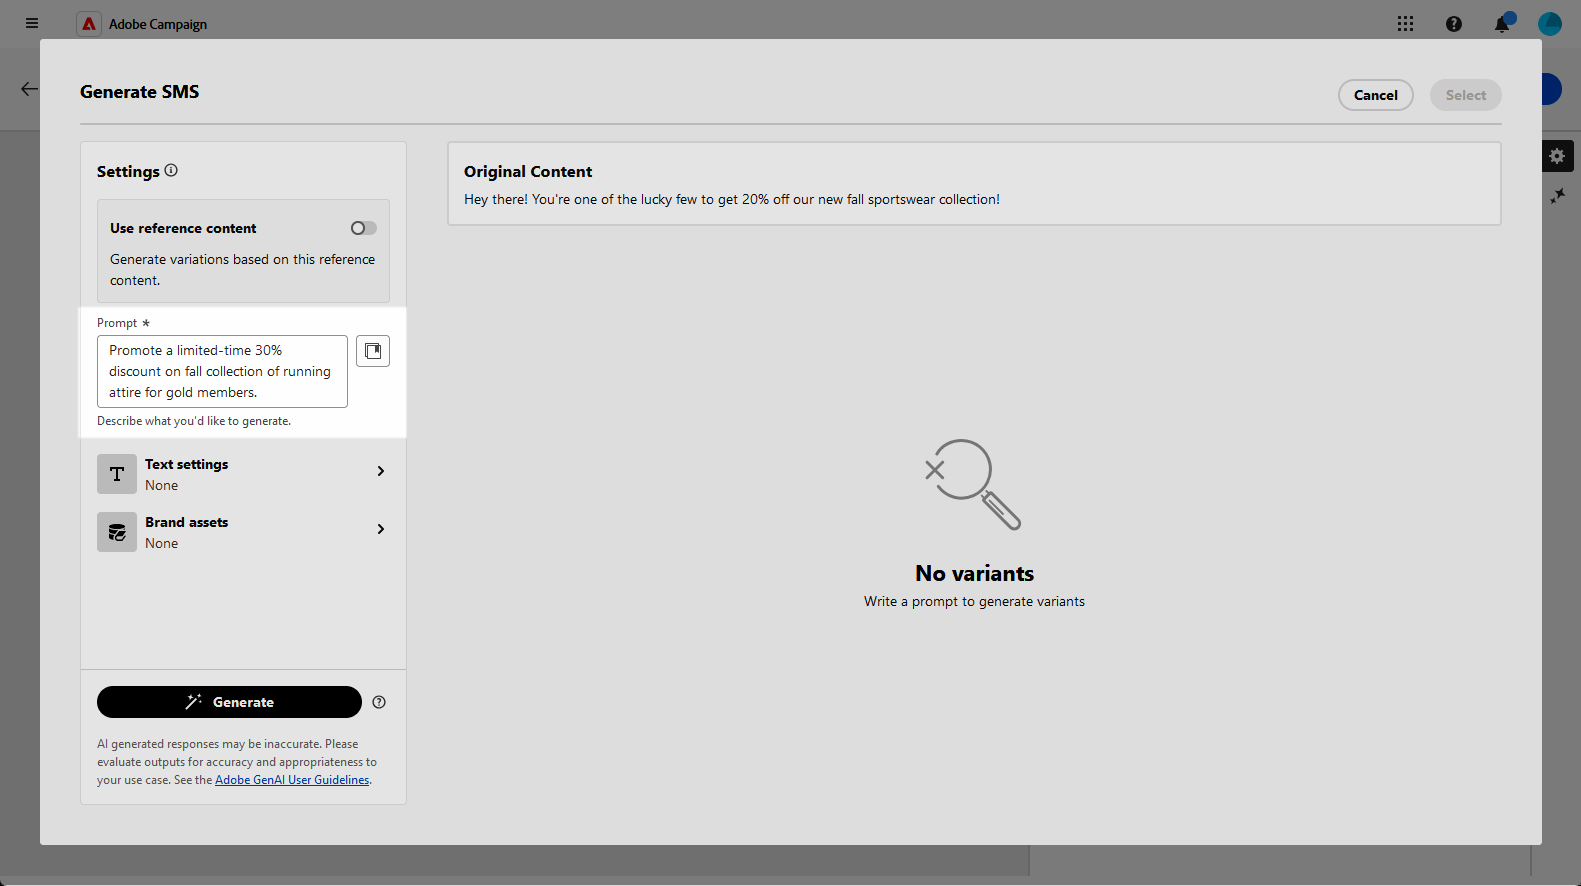 Adobe Campaign
Generate SMS
Cancel
Select
Settings
Use reference content
Generate variations based on this reference
content.
Prompt *
Promote a limited-time 30%
discount on fall collection of running
attire for gold members.
Describe what you'd like to generate.
Text settings
None
Brand assets
None
Generate
AI generated responses may be inaccurate. Please
evaluate outputs for accuracy and appropriateness to
your use case. See the Adobe GenAI User Guidelines.
Original Content
Hey there! You're one of the lucky few to get 20% off our new fall sportswear collection!
No variants
Write a prompt to generate variants